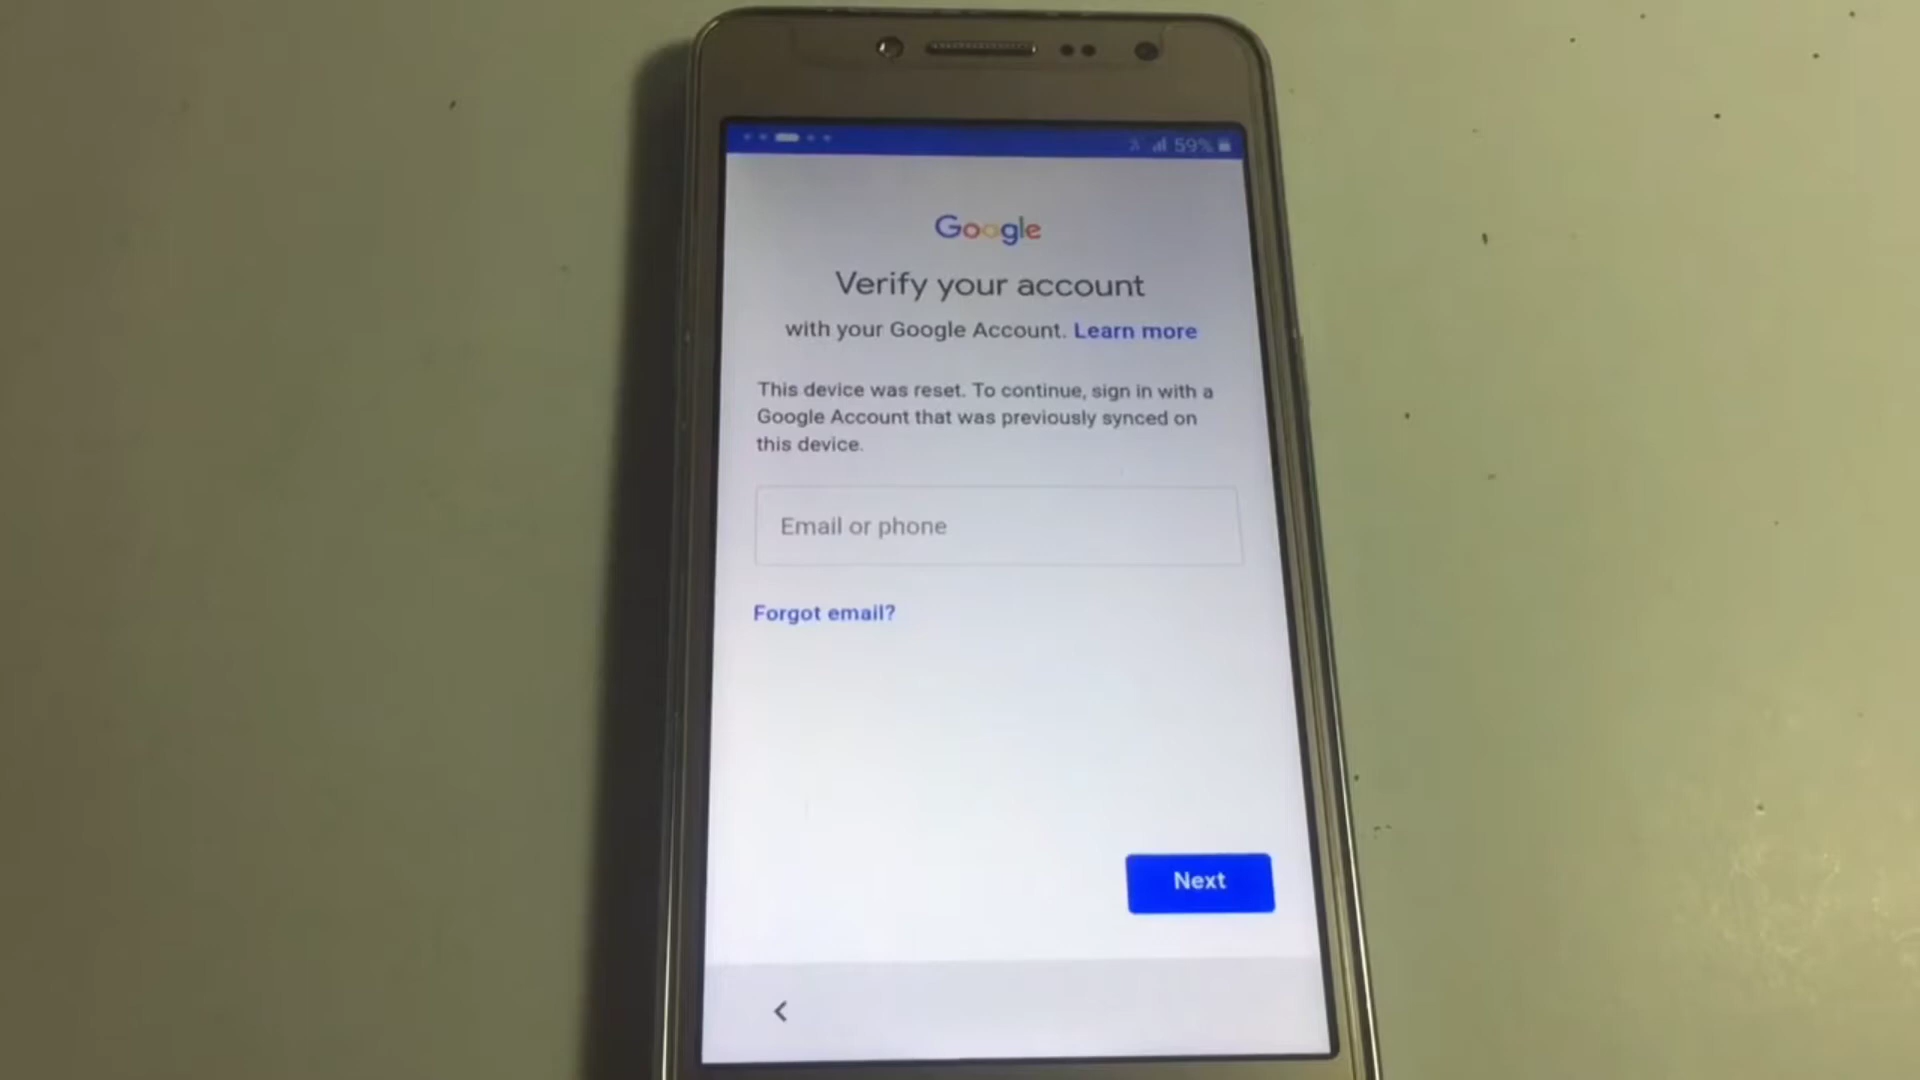 59%
Google
Verify your account
with your Google Account. Learn more
This device was reset. To continue, sign in with a
Google Account that was previously synced on
this device.
Email or phone
Forgot email?
Next